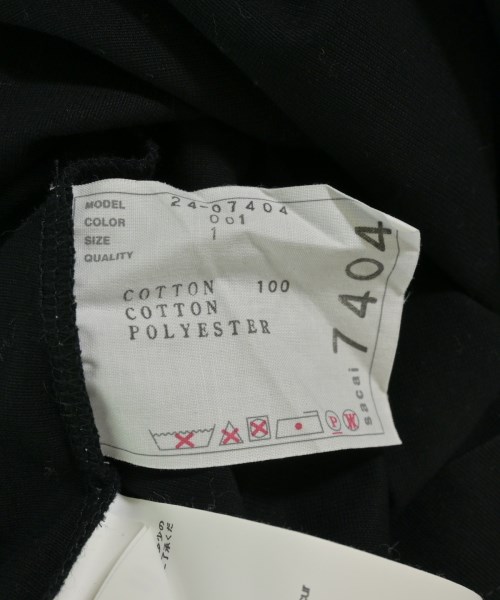 MODEL 24-07404
COLOR 001
SIZE 1
QUALITY
COTTON 100
COTTON
POLYESTER
7404
sacai
P W